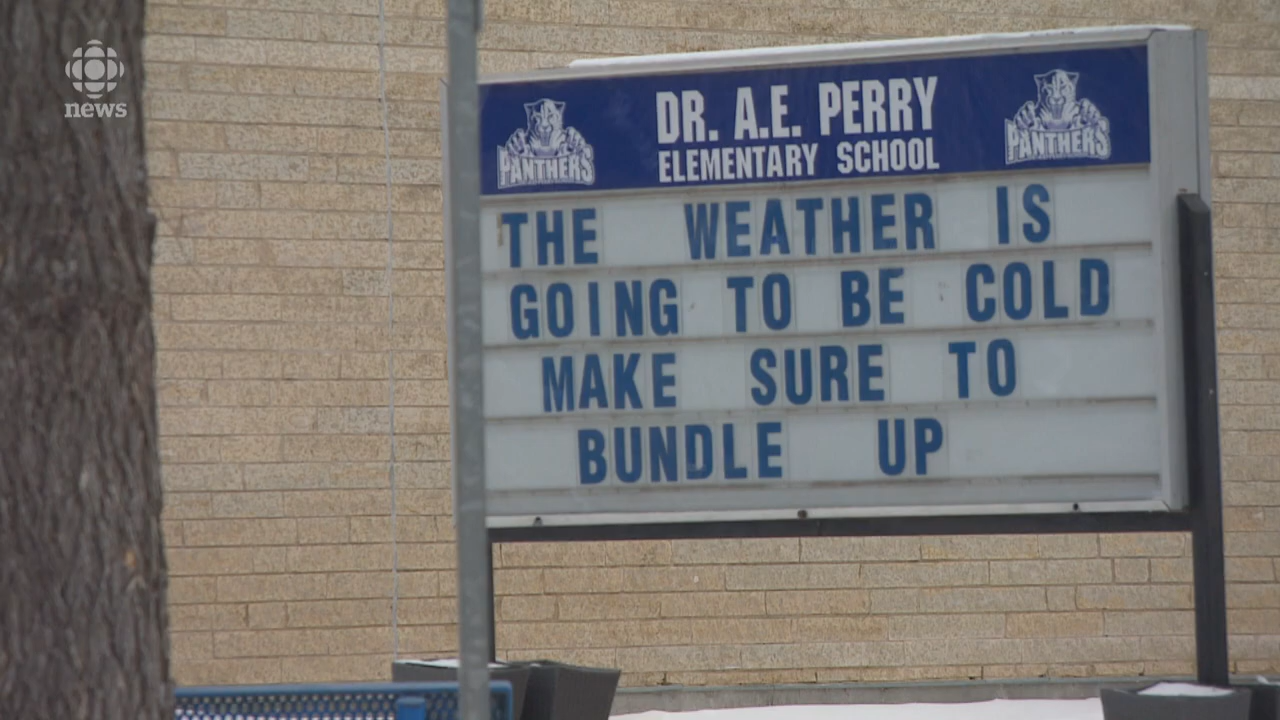 news
PANTHERS
DR. A.E. PERRY
ELEMENTARY SCHOOL
PANTHERS
THE WEATHER IS
GOING TO BE COLD
MAKE SURE TO
BUNDLE UP